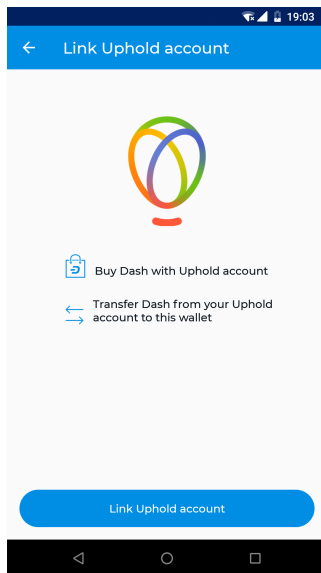 19:03
Link Uphold account
Buy Dash with Uphold account
Transfer Dash from your Uphold
account to this wallet
Link Uphold account